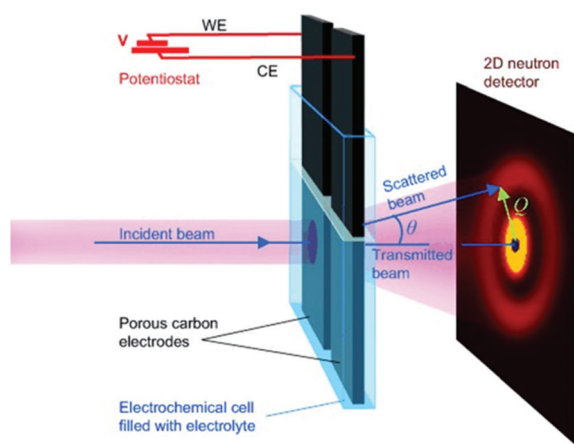 WE
V
Potentiostat
CE
2D neutron
detector
Scattered
beam
Q
θ
Incident beam
Transmitted
beam
Porous carbon
electrodes
Electrochemical cell
filled with electrolyte